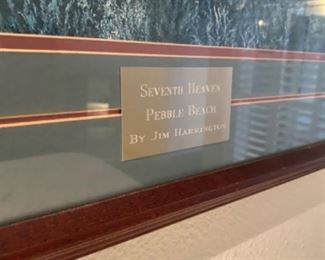 Seventh Heaven
Pebble Beach
By Jim Harrington